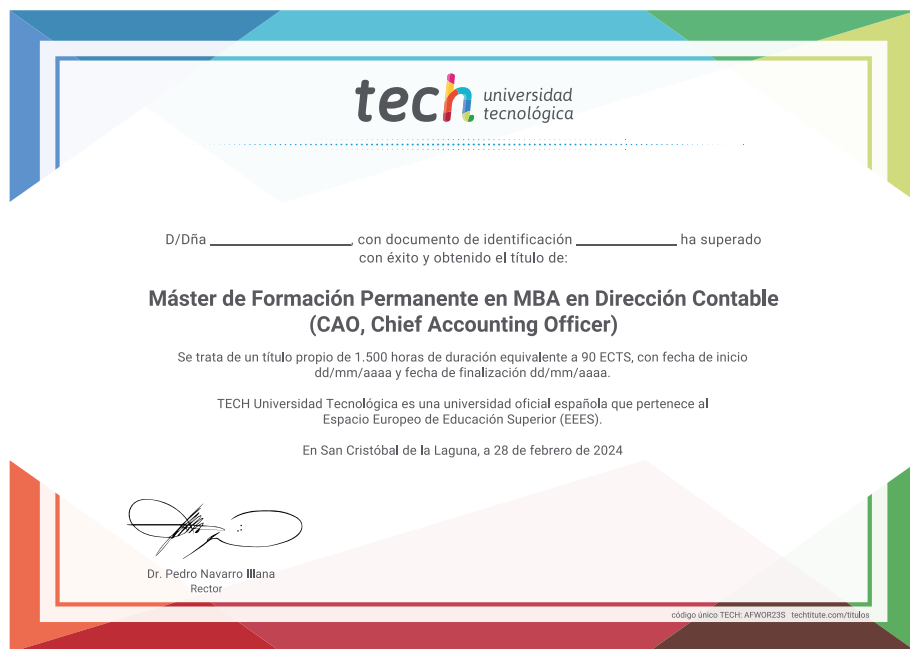 tech universidad
tecnológica
D/Dña ____________________, con documento de identificación ______________ ha superado
con éxito y obtenido el título de:
Máster de Formación Permanente en MBA en Dirección Contable
(CAO, Chief Accounting Officer)
Se trata de un título propio de 1.500 horas de duración equivalente a 90 ECTS, con fecha de inicio
dd/mm/aaaa y fecha de finalización dd/mm/aaaa.
TECH Universidad Tecnológica es una universidad oficial española que pertenece al
Espacio Europeo de Educación Superior (EEES).
En San Cristóbal de la Laguna, a 28 de febrero de 2024
Dr. Pedro Navarro Illana
Rector
código único TECH: AFWOR23S techtitute.com/titulos